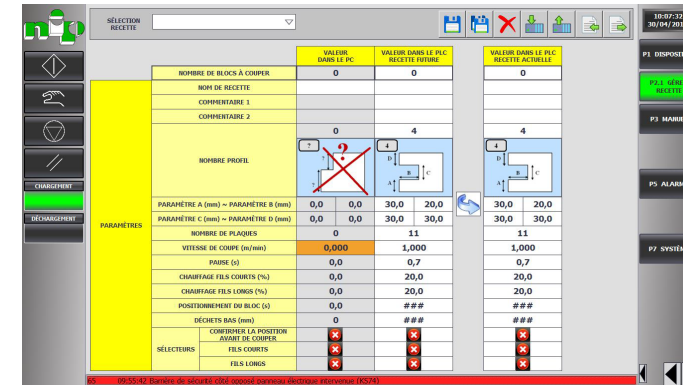 nip
SÉLECTION
RECETTE
10:07:32
30/04/201
VALEUR
DANS LE PC
VALEUR DANS LE PLC
RECETTE FUTURE
VALEUR DANS LE PLC
RECETTE ACTUELLE
P1 DISPOSIT
NOMBRE DE BLOCS À COUPER 0 0 0
NOM DE RECETTE
P2.1 GÉRE
RECETTE
COMMENTAIRE 1
COMMENTAIRE 2
P3 MANUE
0 4 4
NOMBRE PROFIL
? ? ? ?
4 D B C A
4 D B C A
CHARGEMENT
P5 ALARM
PARAMÈTRE A (mm) ~ PARAMÈTRE B (mm) 0,0 0,0 30,0 20,0 30,0 20,0
DÉCHARGEMENT
PARAMÈTRE C (mm) ~ PARAMÈTRE D (mm) 0,0 0,0 30,0 30,0 30,0 30,0
PARAMÈTRES
NOMBRE DE PLAQUES 0 11 11
VITESSE DE COUPE (m/min) 0,000 1,000 1,000
P7 SYSTÈ
PAUSE (s) 0,0 0,7 0,7
CHAUFFAGE FILS COURTS (%) 0,0 20,0 20,0
CHAUFFAGE FILS LONGS (%) 0,0 20,0 20,0
POSITIONNEMENT DU BLOC (s) 0,0 ### ###
DÉCHETS BAS (mm) 0 ### ###
SÉLECTEURS
CONFIRMER LA POSITION
AVANT DE COUPER
FILS COURTS
FILS LONGS
65 09:55:42 Barrière de sécurité côté opposé panneau électrique intervenue (KS74)